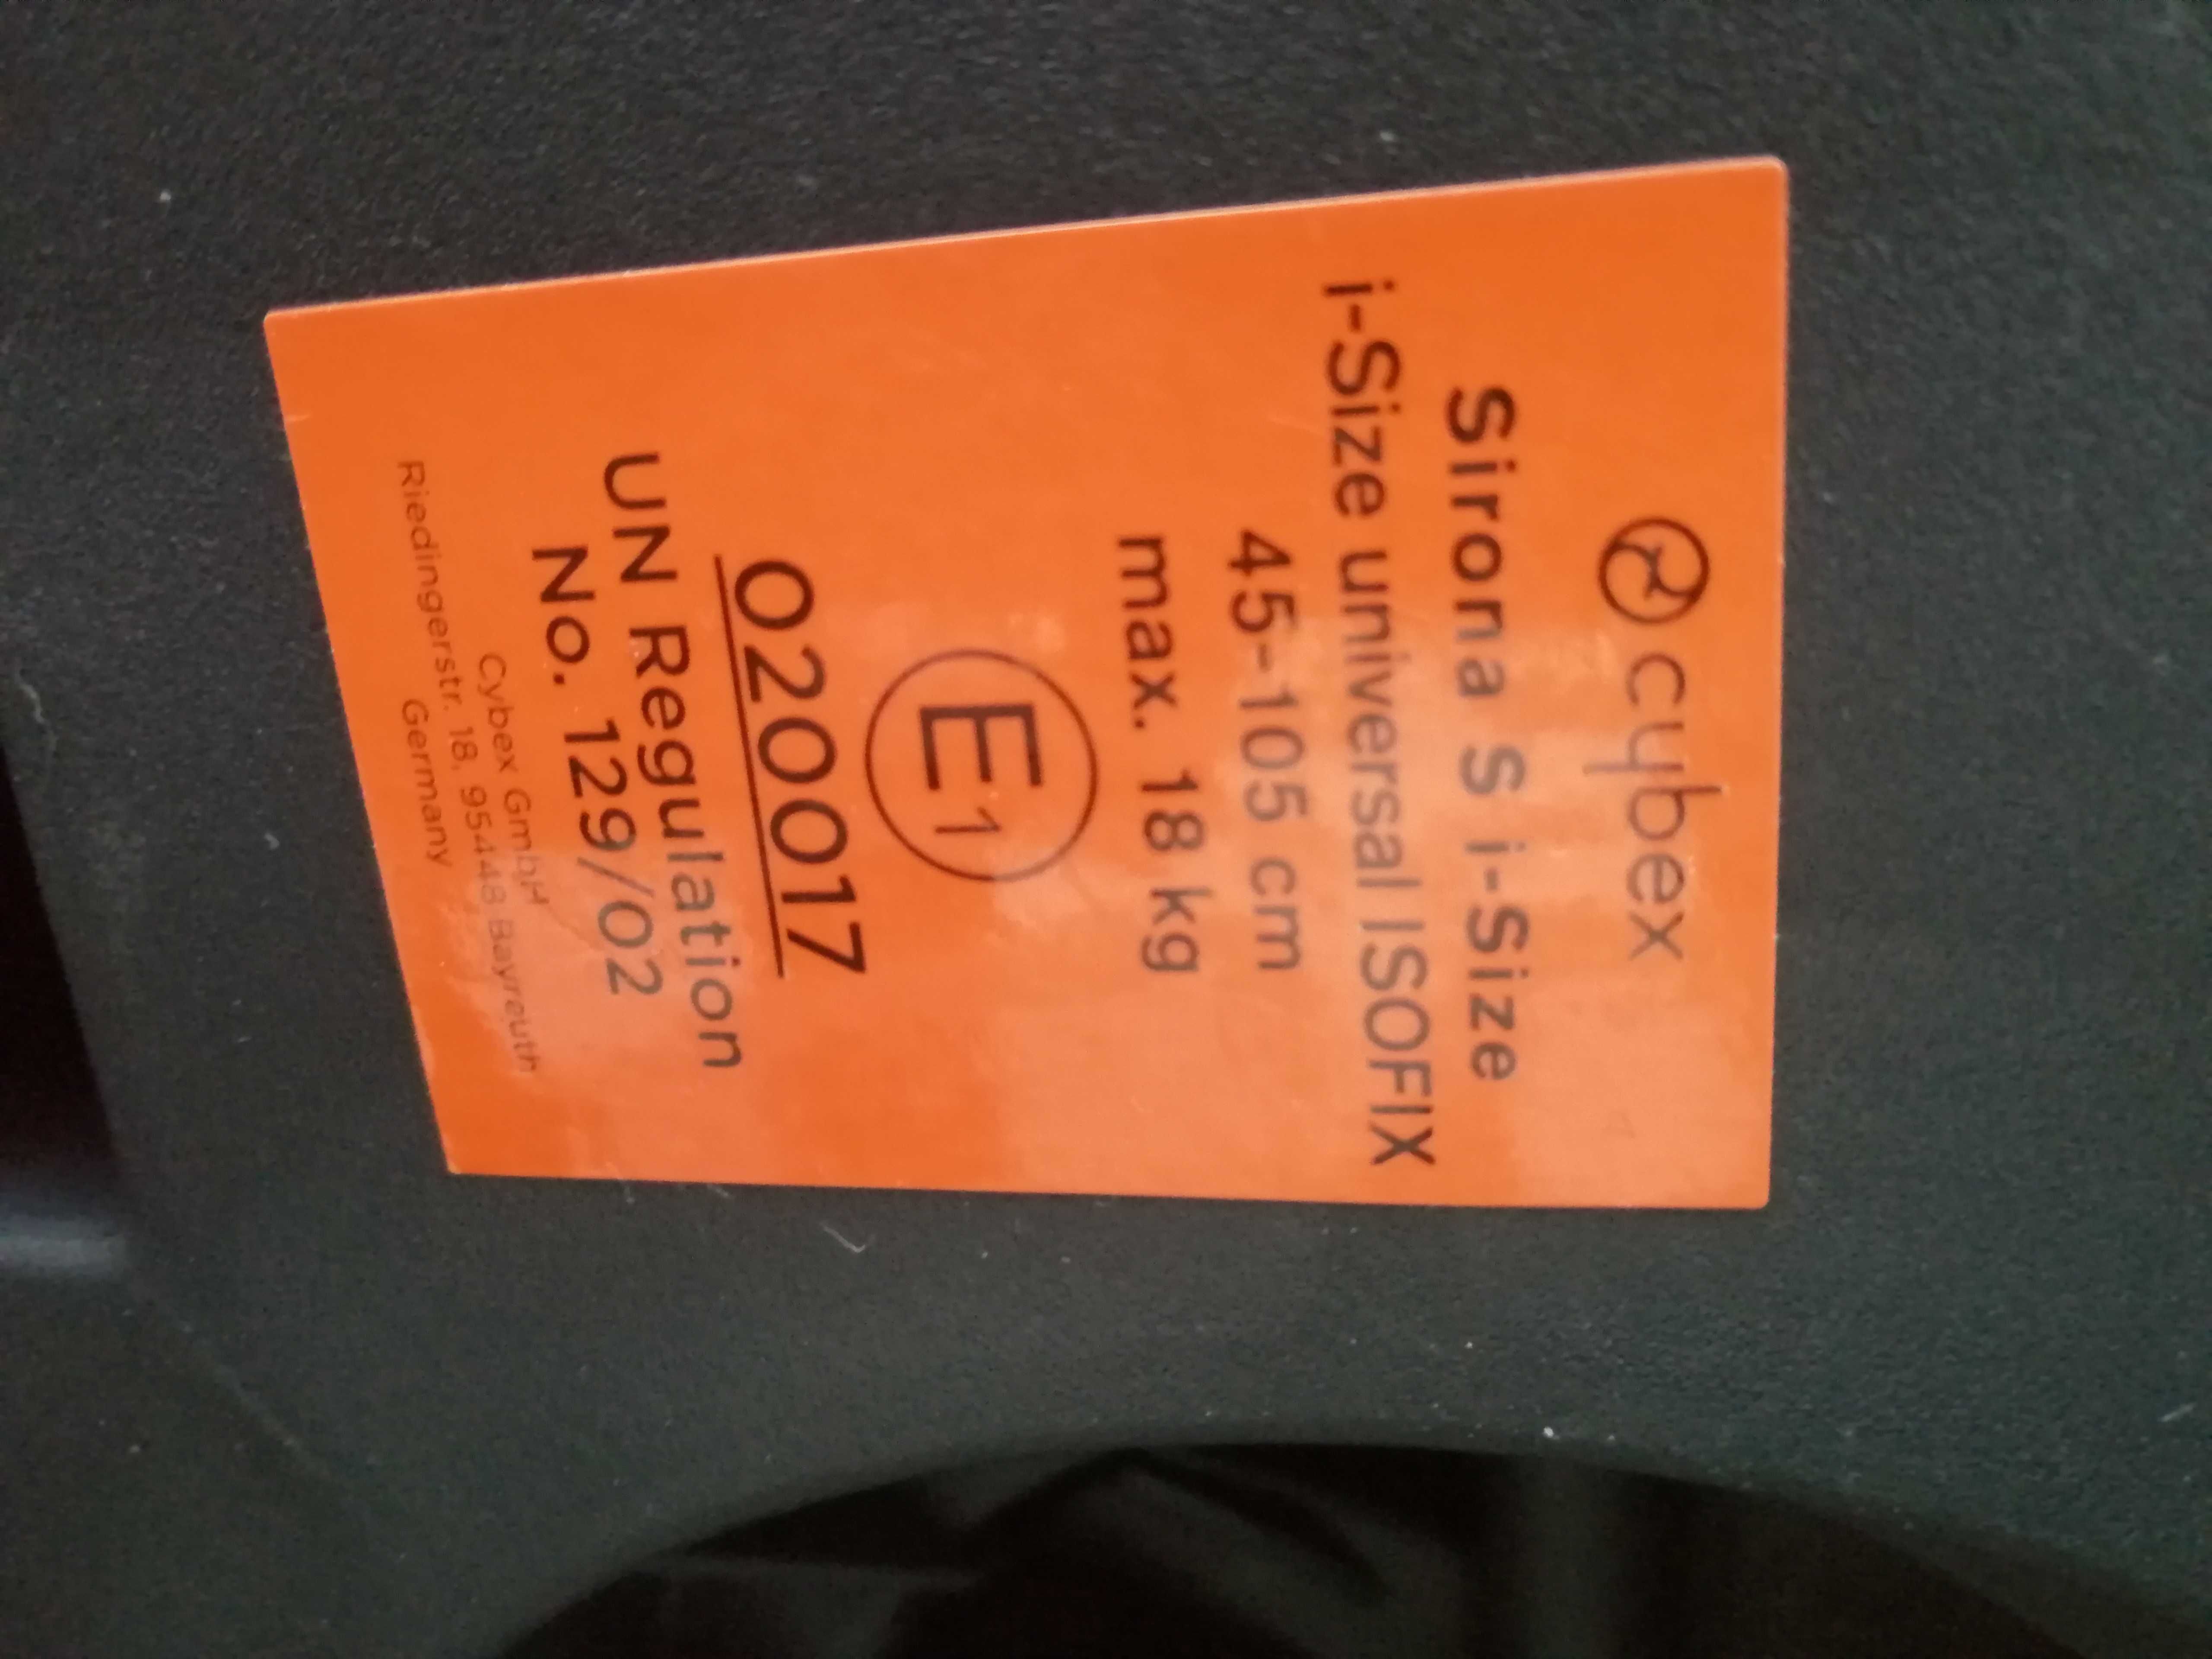 cybex
Sirona S i-Size
i-Size universal ISOFIX
45-105 cm
max. 18 kg
E1
020017
UN Regulation
No. 129/02
Cybex GmbH
Riedingerstr. 18, 95448 Bayreuth
Germany